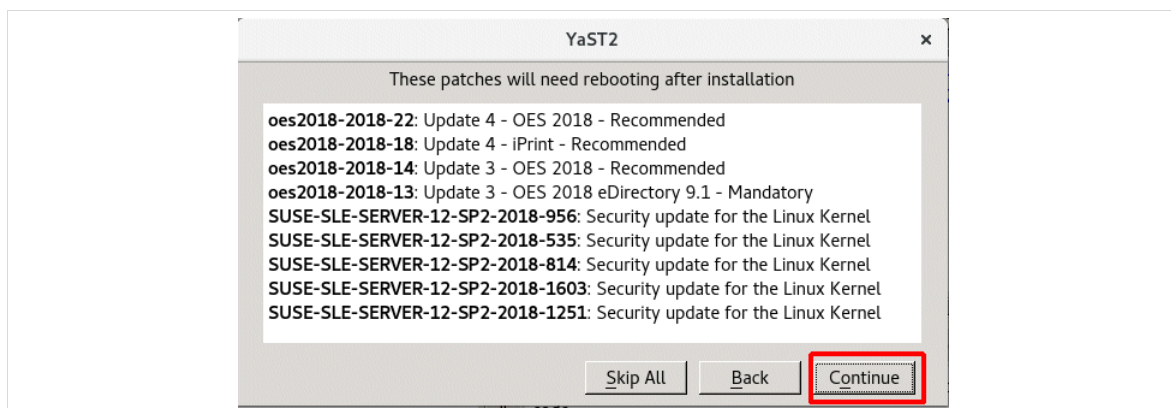 YaST2 ×
These patches will need rebooting after installation
oes2018-2018-22: Update 4 - OES 2018 - Recommended
oes2018-2018-18: Update 4 - iPrint - Recommended
oes2018-2018-14: Update 3 - OES 2018 - Recommended
oes2018-2018-13: Update 3 - OES 2018 eDirectory 9.1 - Mandatory
SUSE-SLE-SERVER-12-SP2-2018-956: Security update for the Linux Kernel
SUSE-SLE-SERVER-12-SP2-2018-535: Security update for the Linux Kernel
SUSE-SLE-SERVER-12-SP2-2018-814: Security update for the Linux Kernel
SUSE-SLE-SERVER-12-SP2-2018-1603: Security update for the Linux Kernel
SUSE-SLE-SERVER-12-SP2-2018-1251: Security update for the Linux Kernel
Skip All Back Continue